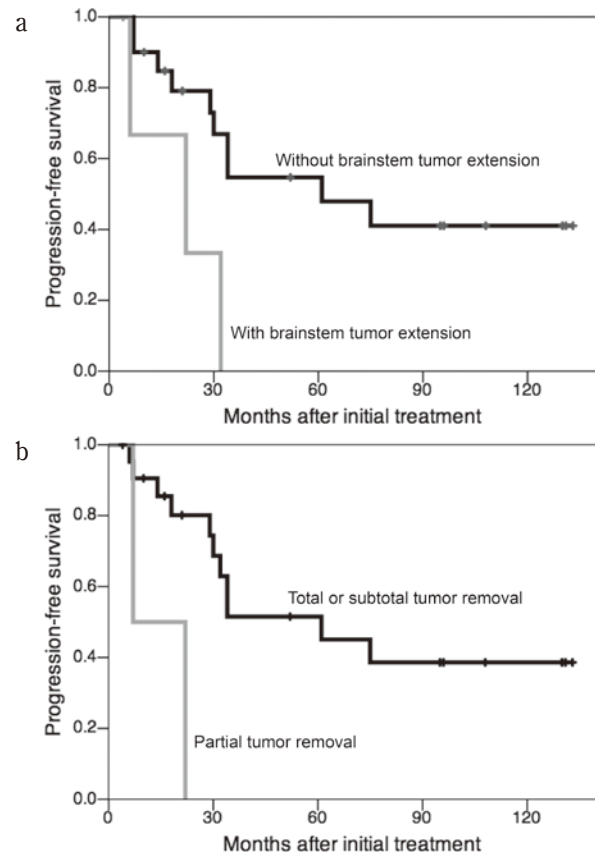 a
1.0
0.8
0.6
0.4
0.2
0.0
Progression-free survival
Without brainstem tumor extension
With brainstem tumor extension
0 30 60 90 120
Months after initial treatment
b
1.0
0.8
0.6
0.4
0.2
0.0
Progression-free survival
Total or subtotal tumor removal
Partial tumor removal
0 30 60 90 120
Months after initial treatment